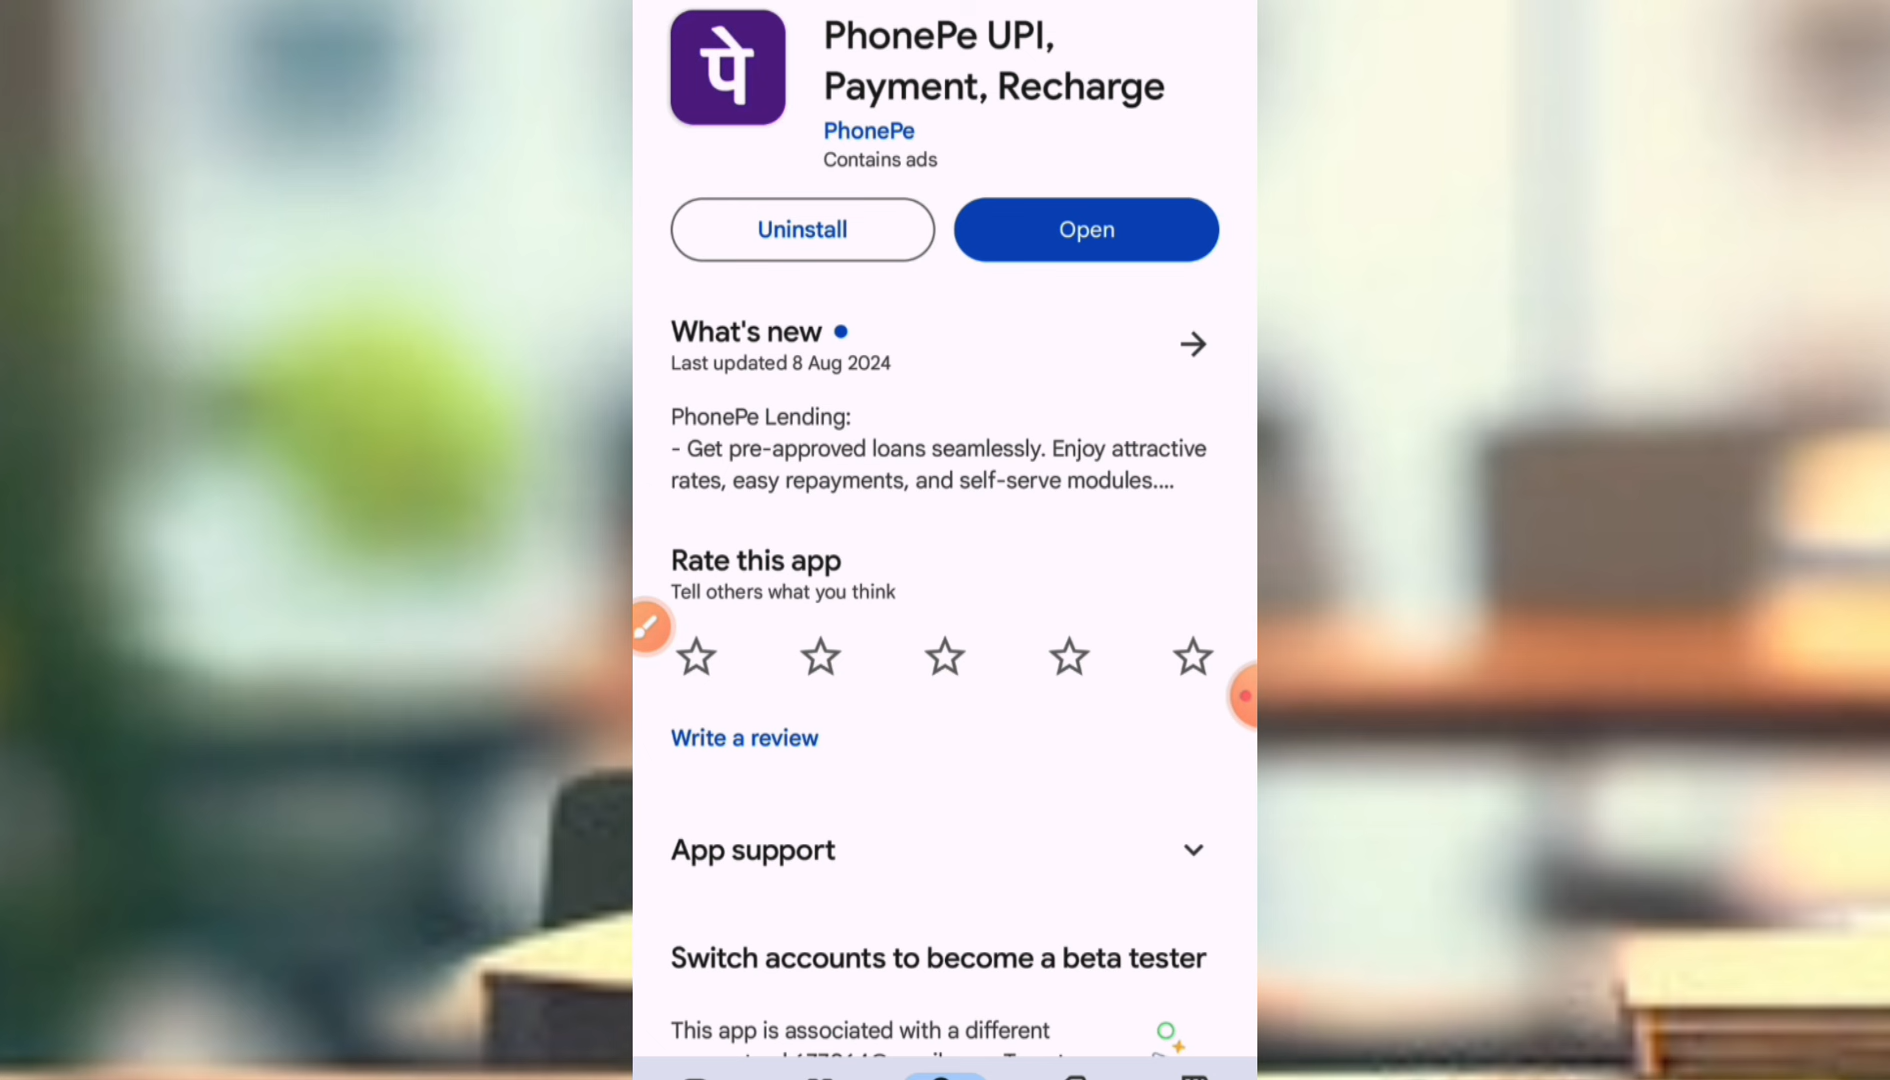 पे
PhonePe UPI,
Payment, Recharge
PhonePe
Contains ads
Uninstall
Open
What's new
Last updated 8 Aug 2024
PhonePe Lending:
- Get pre-approved loans seamlessly. Enjoy attractive
rates, easy repayments, and self-serve modules....
Rate this app
Tell others what you think
Write a review
App support
Switch accounts to become a beta tester
This app is associated with a different